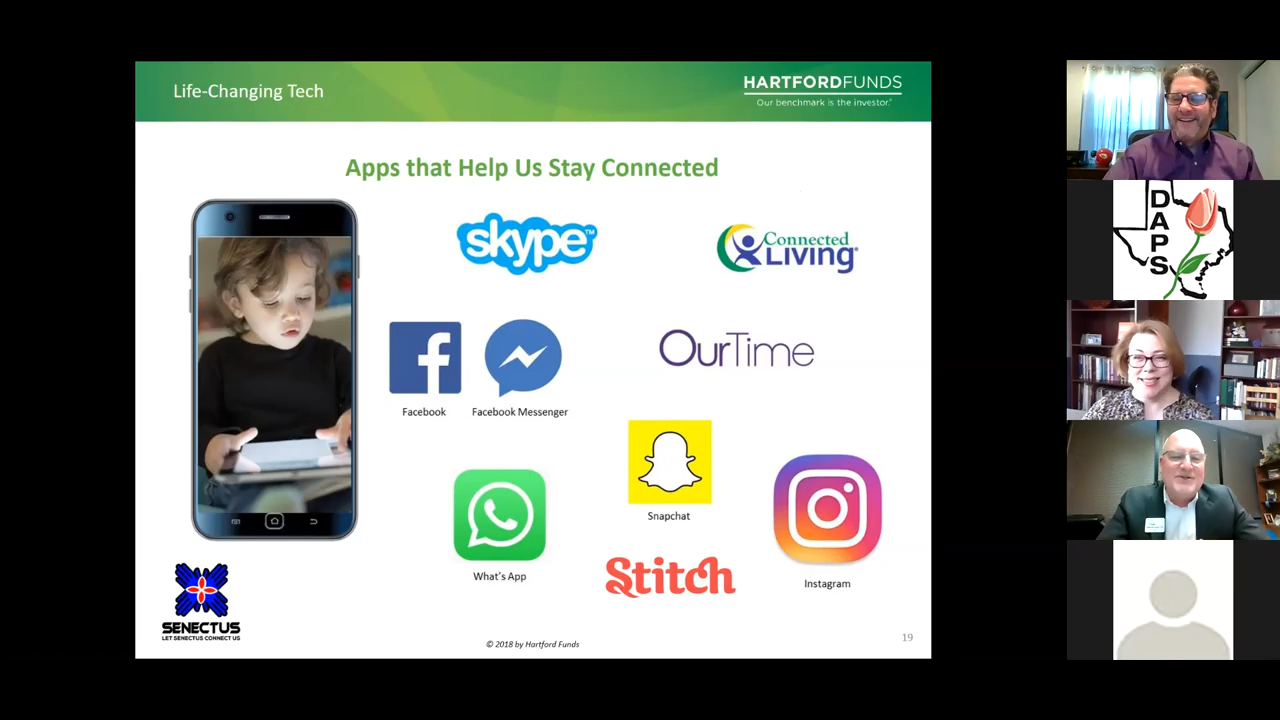 Life-Changing Tech
HARTFORDFUNDS
Our benchmark is the investor.®
Apps that Help Us Stay Connected
skype™
Connected
Living®
Facebook
Facebook Messenger
OurTime
What's App
Snapchat
Stitch
Instagram
SENECTUS
LET SENECTUS CONNECT US
© 2018 by Hartford Funds
19
DAPS